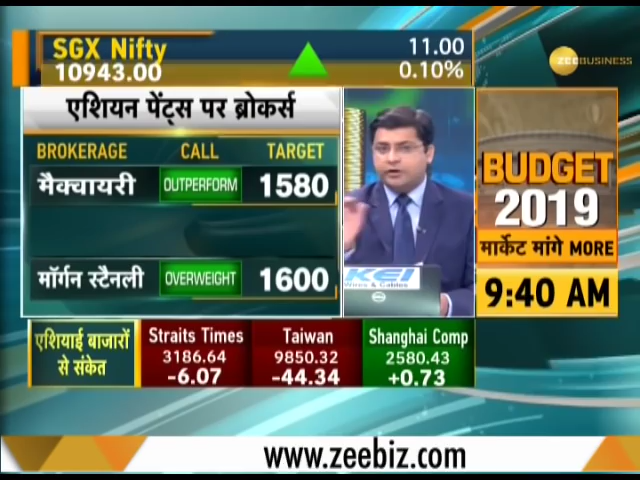 SGX Nifty 11.00
10943.00 0.10%
ZEEBUSINESS
एशियन पेंट्स पर ब्रोकर्स
BROKERAGE CALL TARGET
मैक्वायरी OUTPERFORM 1580
मॉर्गन स्टैनली OVERWEIGHT 1600
KEI
Wires & Cables
DELL
BUDGET
2019
मार्केट मांगे MORE
9:40 AM
एशियाई बाजारों
से संकेत
Straits Times
3186.64
-6.07
Taiwan
9850.32
-44.34
Shanghai Comp
2580.43
+0.73
www.zeebiz.com